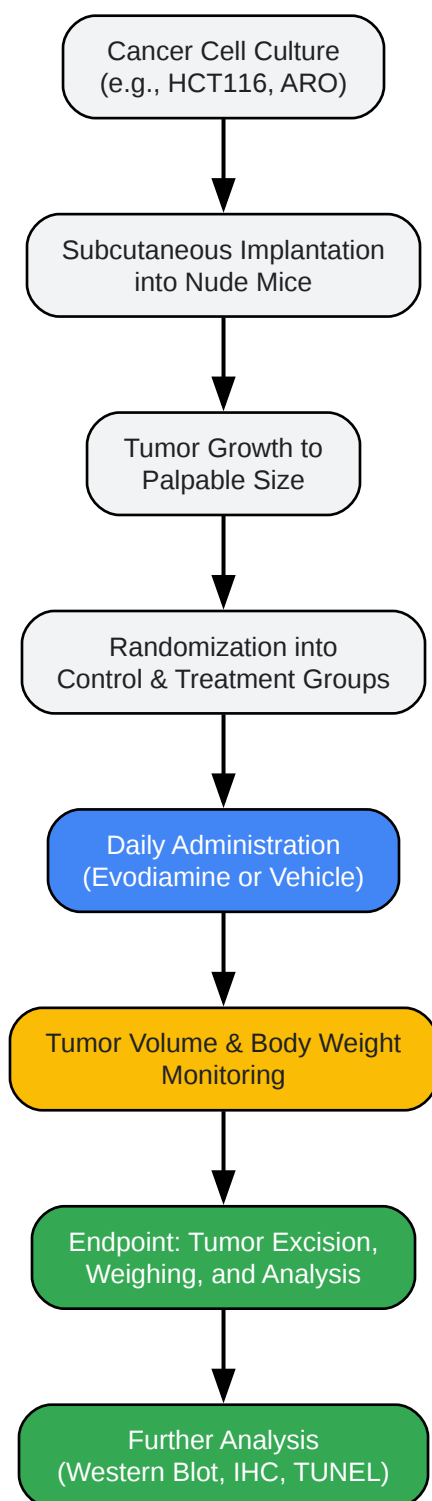 Cancer Cell Culture
(e.g., HCT116, ARO)
Subcutaneous Implantation
into Nude Mice
Tumor Growth to
Palpable Size
Randomization into
Control & Treatment Groups
Daily Administration
(Evodiamine or Vehicle)
Tumor Volume & Body Weight
Monitoring
Endpoint: Tumor Excision,
Weighing, and Analysis
Further Analysis
(Western Blot, IHC, TUNEL)